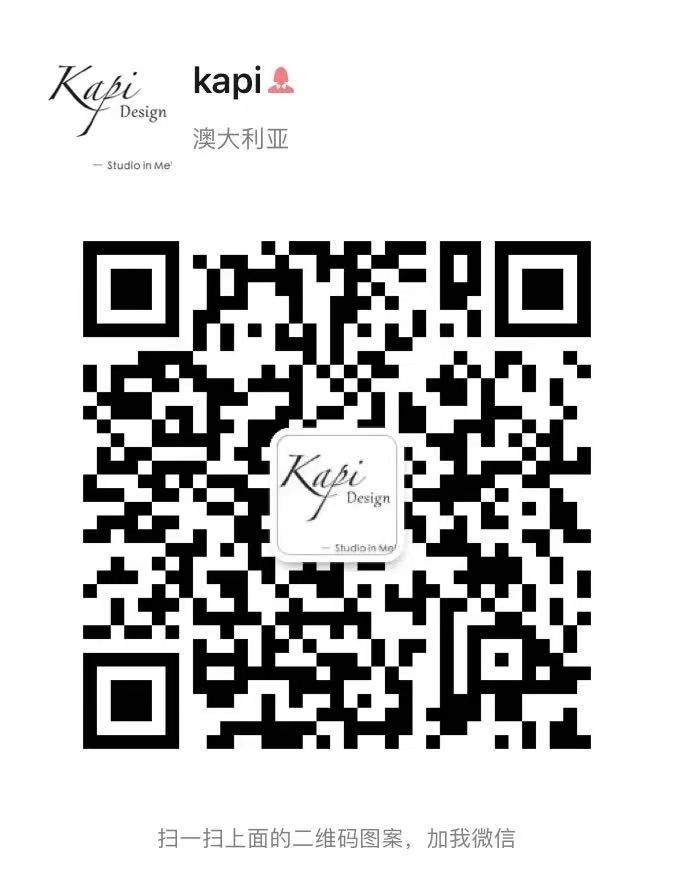 Kapi
Design
— Studio in Me
kapi
澳大利亚
Kapi
Design
— Studio in Me
扫一扫上面的二维码图案，加我微信